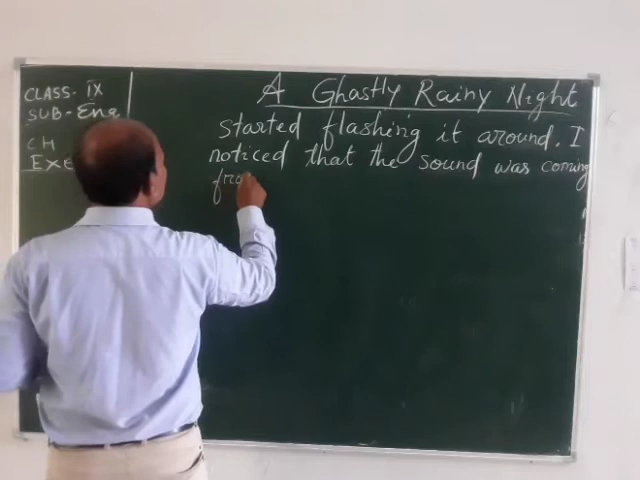 CLASS- IX
SUB- Eng
CH
Exe
A Ghastly Rainy Night
Started flashing it around. I
noticed that the sound was coming
fro